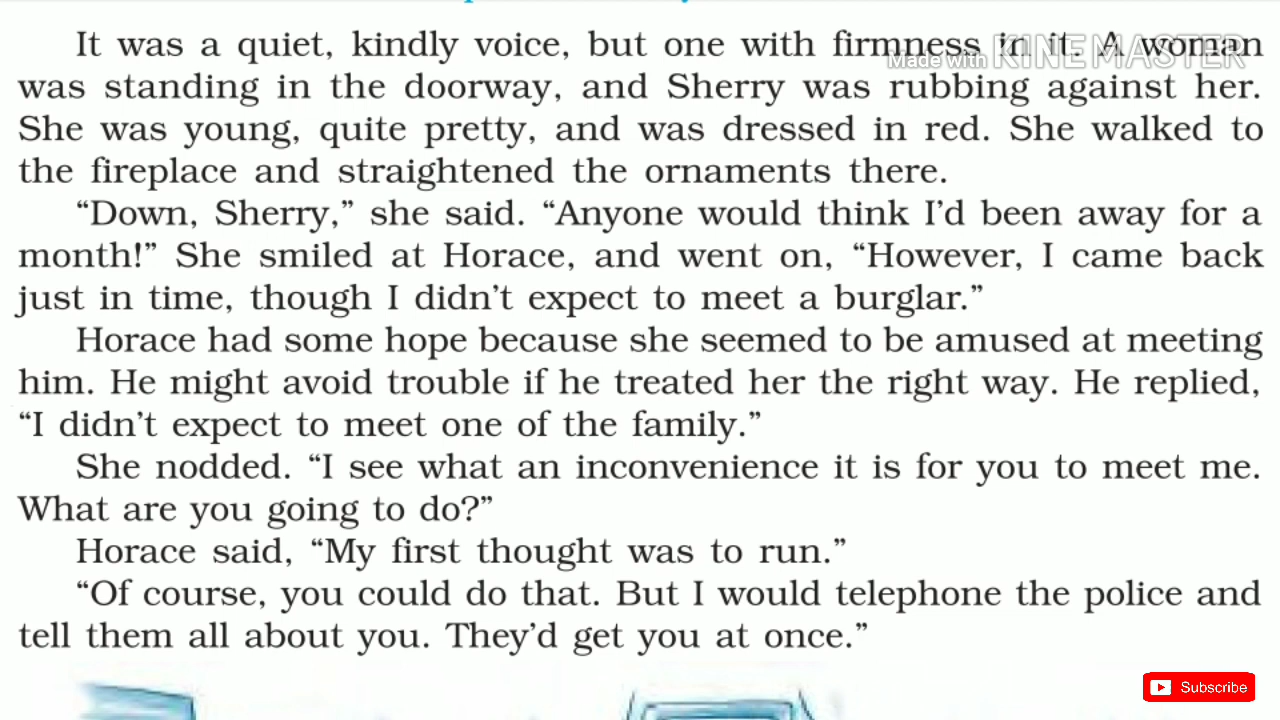 It was a quiet, kindly voice, but one with firmness in it. A woman
Made with KINEMASTER
was standing in the doorway, and Sherry was rubbing against her.
She was young, quite pretty, and was dressed in red. She walked to
the fireplace and straightened the ornaments there.
“Down, Sherry,” she said. “Anyone would think I’d been away for a
month!” She smiled at Horace, and went on, “However, I came back
just in time, though I didn’t expect to meet a burglar.”
Horace had some hope because she seemed to be amused at meeting
him. He might avoid trouble if he treated her the right way. He replied,
“I didn’t expect to meet one of the family.”
She nodded. “I see what an inconvenience it is for you to meet me.
What are you going to do?”
Horace said, “My first thought was to run.”
“Of course, you could do that. But I would telephone the police and
tell them all about you. They’d get you at once.”
Subscribe